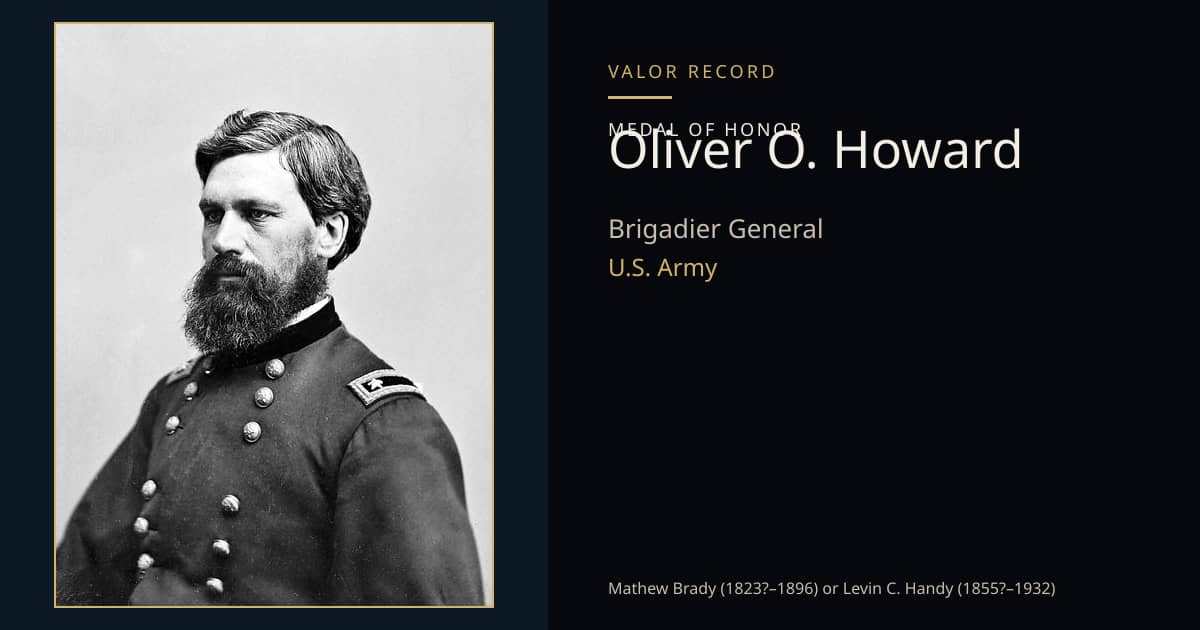 VALOR RECORD
MEDAL OF HONOR
Oliver O. Howard
Brigadier General
U.S. Army
Mathew Brady (1823?–1896) or Levin C. Handy (1855?–1932)